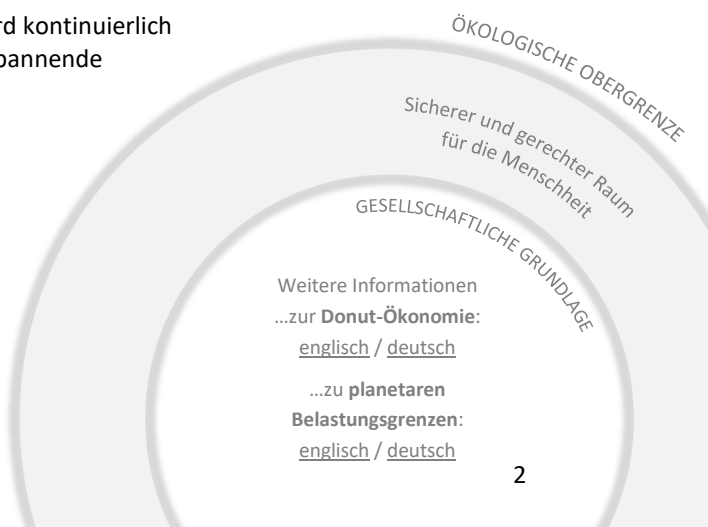 rd kontinuierlich
pannende
ÖKOLOGISCHE OBERGRENZE
Sicherer und gerechter Raum
für die Menschheit
GESELLSCHAFTLICHE GRUNDLAGE
Weitere Informationen
…zur Donut-Ökonomie:
englisch / deutsch
…zu planetaren
Belastungsgrenzen:
englisch / deutsch
2